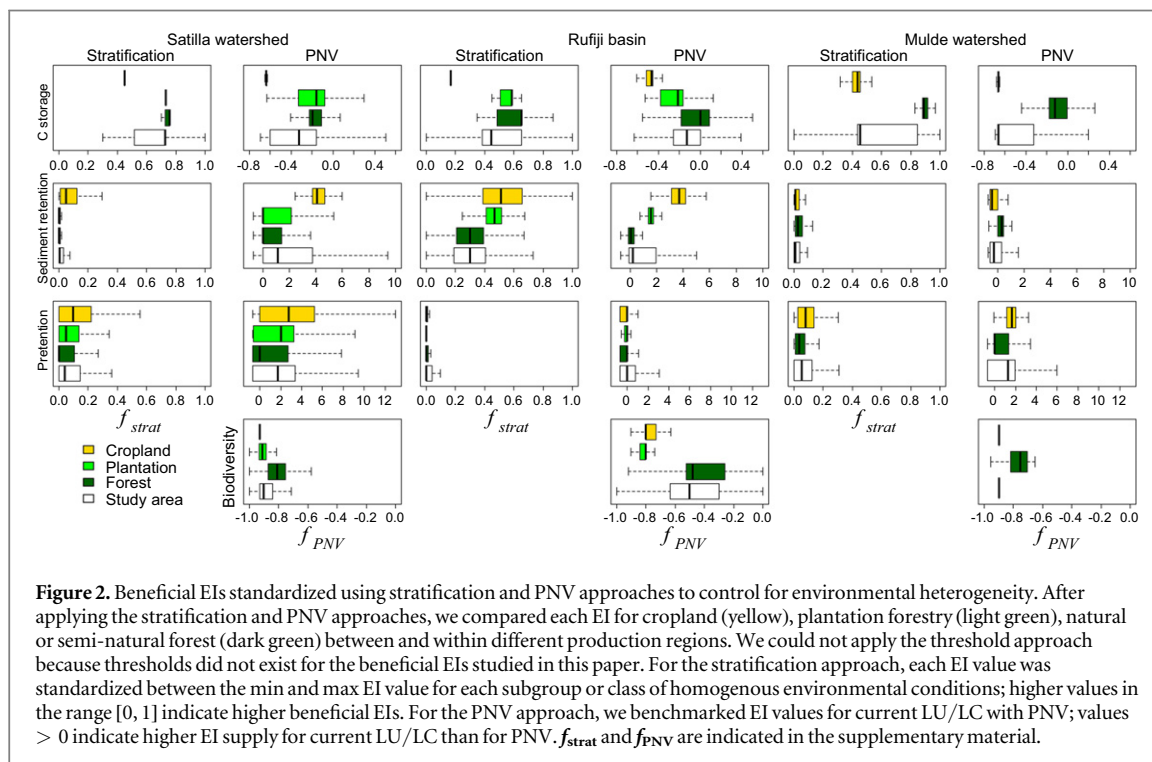 Satilla watershed Rufiji basin Mulde watershed
Stratification PNV Stratification PNV Stratification PNV
C storage
0.0 0.2 0.4 0.6 0.8 1.0 -0.8 -0.4 0.0 0.4 0.0 0.2 0.4 0.6 0.8 1.0 -0.8 -0.4 0.0 0.4 0.0 0.2 0.4 0.6 0.8 1.0 -0.8 -0.4 0.0 0.4
Sediment retention
0.0 0.2 0.4 0.6 0.8 1.0 0 2 4 6 8 10 0.0 0.2 0.4 0.6 0.8 1.0 0 2 4 6 8 10 0.0 0.2 0.4 0.6 0.8 1.0 0 2 4 6 8 10
Pretention
0.0 0.2 0.4 0.6 0.8 1.0 0 2 4 6 8 12 0.0 0.2 0.4 0.6 0.8 1.0 0 2 4 6 8 12 0.0 0.2 0.4 0.6 0.8 1.0 0 2 4 6 8 12
f strat f strat f strat
Cropland
Plantation
Forest
Study area
Biodiversity
-1.0 -0.8 -0.6 -0.4 -0.2 0.0 -1.0 -0.8 -0.6 -0.4 -0.2 0.0 -1.0 -0.8 -0.6 -0.4 -0.2 0.0
f PNV f PNV f PNV
Figure 2. Beneficial EIs standardized using stratification and PNV approaches to control for environmental heterogeneity. After
applying the stratification and PNV approaches, we compared each EI for cropland (yellow), plantation forestry (light green), natural
or semi-natural forest (dark green) between and within different production regions. We could not apply the threshold approach
because thresholds did not exist for the beneficial EIs studied in this paper. For the stratification approach, each EI value was
standardized between the min and max EI value for each subgroup or class of homogenous environmental conditions; higher values in
the range [0, 1] indicate higher beneficial EIs. For the PNV approach, we benchmarked EI values for current LU/LC with PNV; values
> 0 indicate higher EI supply for current LU/LC than for PNV. f strat and f PNV are indicated in the supplementary material.